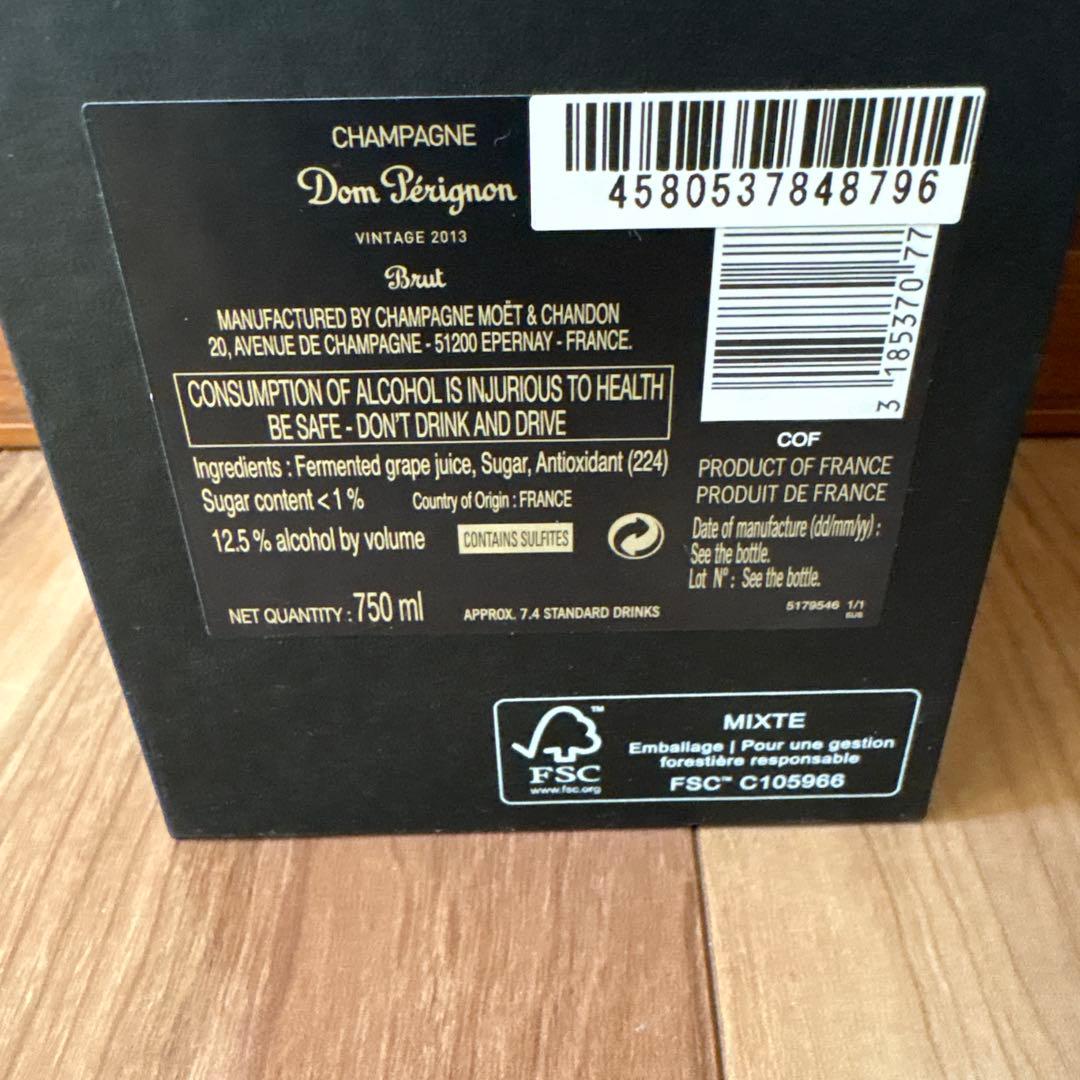 CHAMPAGNE
Dom Pérignon
VINTAGE 2013
Brut
MANUFACTURED BY CHAMPAGNE MOËT & CHANDON
20, AVENUE DE CHAMPAGNE - 51200 EPERNAY - FRANCE.
CONSUMPTION OF ALCOHOL IS INJURIOUS TO HEALTH
BE SAFE - DON'T DRINK AND DRIVE
Ingredients : Fermented grape juice, Sugar, Antioxidant (224)
Sugar content < 1 % Country of Origin : FRANCE
12.5 % alcohol by volume CONTAINS SULFITES
NET QUANTITY : 750 ml APPROX. 7.4 STANDARD DRINKS
4580537848796
3 185370 77
COF
PRODUCT OF FRANCE
PRODUIT DE FRANCE
Date of manufacture (dd/mm/yy) :
See the bottle.
Lot N° : See the bottle.
5179546 1/1
FSC™
www.fsc.org
MIXTE
Emballage | Pour une gestion
forestière responsable
FSC™ C105966